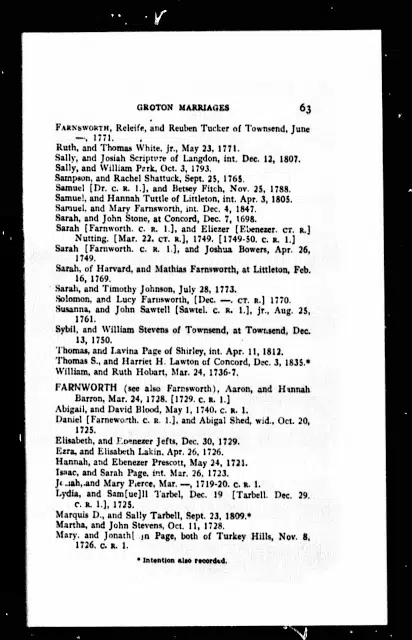 GROTON MARRIAGES 63
FARNSWORTH, Releife, and Reuben Tucker of Townsend, June
—, 1771.
Ruth, and Thomas White, jr., May 23, 1771.
Sally, and Josiah Scripture of Langdon, int. Dec. 12, 1807.
Sally, and William Park, Oct. 3, 1793.
Sampson, and Rachel Shattuck, Sept. 25, 1765.
Samuel [Dr. C. R. 1.], and Betsey Fitch, Nov. 25, 1788.
Samuel, and Hannah Tuttle of Littleton, int. Apr. 3, 1805.
Samuel, and Mary Farnsworth, int. Dec. 4, 1847.
Sarah, and John Stone, at Concord, Dec. 7, 1698.
Sarah [Farnworth. C. R. 1.], and Eliezer [Ebenezer. CT. R.]
Nutting, [Mar. 22. CT. R.], 1749. [1749-50. C. R. 1.]
Sarah [Farnworth. C. R. 1.], and Joshua Bowers, Apr. 26,
1749.
Sarah, of Harvard, and Mathias Farnsworth, at Littleton, Feb.
16, 1769.
Sarah, and Timothy Johnson, July 28, 1773.
Solomon, and Lucy Farnsworth, [Dec. —. CT. R.] 1770.
Susanna, and John Sawtell [Sawtel. C. R. 1.], jr., Aug. 25,
1761.
Sybil, and William Stevens of Townsend, at Townsend, Dec.
13, 1750.
Thomas, and Lavina Page of Shirley, int. Apr. 11, 1812.
Thomas S., and Harriet H. Lawton of Concord, Dec. 3, 1835.*
William, and Ruth Hobart, Mar. 24, 1736-7.
FARNWORTH (see also Farnsworth), Aaron, and Hannah
Barron, Mar. 24, 1728. [1729. C. R. 1.]
Abigail, and David Blood, May 1, 1740. C. R. 1.
Daniel [Farneworth. C. R. 1.], and Abigal Shed, wid., Oct. 20,
1725.
Elisabeth, and Ebenezer Jefts, Dec. 30, 1729.
Ezra, and Elisabeth Lakin, Apr. 26, 1726.
Hannah, and Ebenezer Prescott, May 24, 1721.
Isaac, and Sarah Page, int. Mar. 26, 1723.
and Mary Pierce, Mar. —, 1719-20. C. R. 1.
Lydia, and Sam[ue]ll Tarbel, Dec. 19 [Tarbell. Dec. 29.
C. R. 1.], 1725.
Marquis D., and Sally Tarbell, Sept. 23, 1809.*
Martha, and John Stevens, Oct. 11, 1728.
Mary, and Page, both of Turkey Hills, Nov. 8,
1726. C. R. 1.
* Intention also recorded.